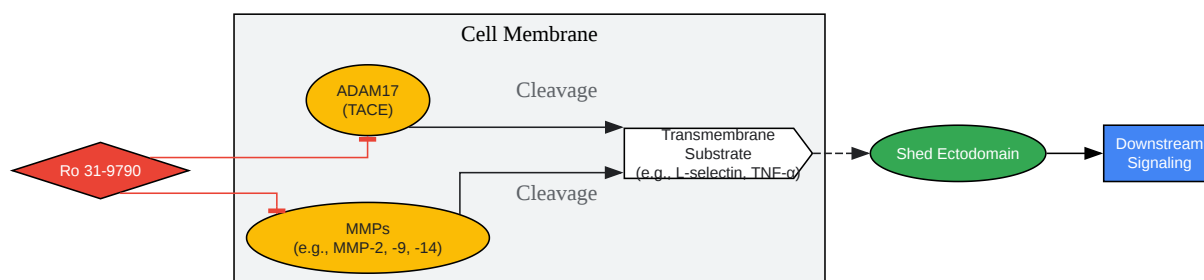 Cell Membrane
ADAM17
(TACE)
Cleavage
Ro 31-9790
Transmembrane
Substrate
(e.g., L-selectin, TNF-α)
Shed Ectodomain
Downstream
Signaling
Cleavage
MMPs
(e.g., MMP-2, -9, -14)